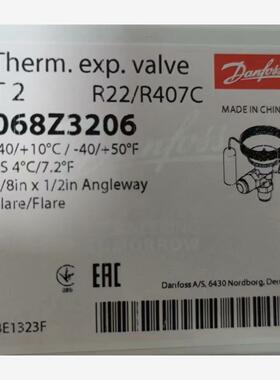 Therm. exp. valve
T 2 R22/R407C
068Z3206
Danfoss
MADE IN CHIN
40/+10°C / -40/+50°F
S 4°C/7.2°F
/8in x 1/2in Angleway
lare/Flare
EAC
Danfoss A/S, 6430 Nordborg, Den
BE1323F